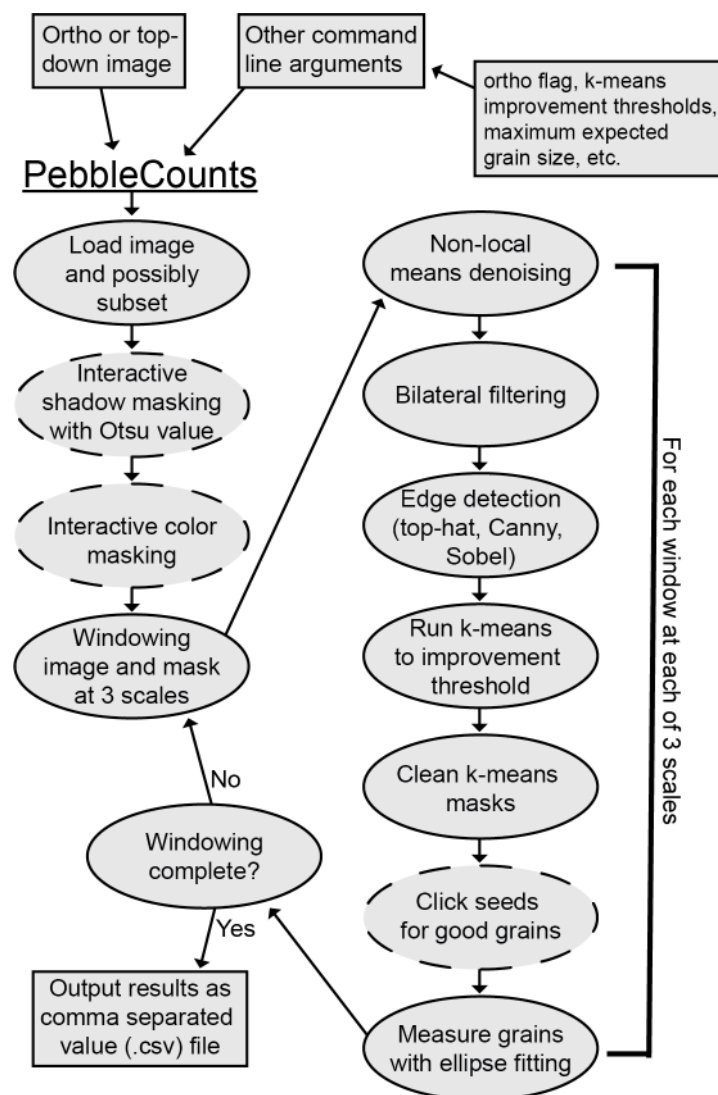 Ortho or top-
down image
Other command
line arguments
ortho flag, k-means
improvement thresholds,
maximum expected
grain size, etc.
PebbleCounts
Load image
and possibly
subset
Interactive
shadow masking
with Otsu value
Interactive color
masking
Windowing
image and mask
at 3 scales
No
Windowing
complete?
Yes
Output results as
comma separated
value (.csv) file
Non-local
means denoising
Bilateral filtering
Edge detection
(top-hat, Canny,
Sobel)
Run k-means
to improvement
threshold
Clean k-means
masks
Click seeds
for good grains
Measure grains
with ellipse fitting
For each window at each of 3 scales